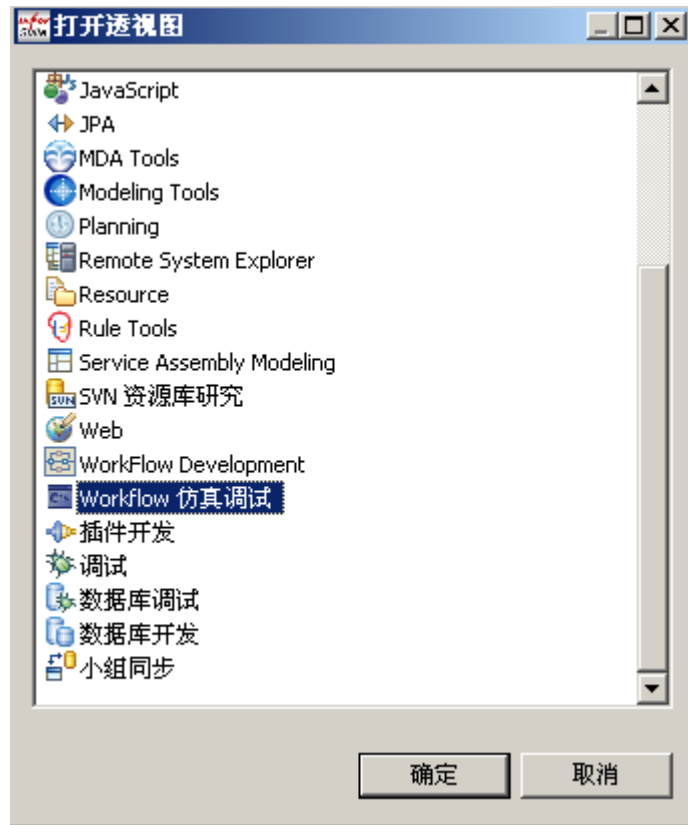 打开透视图
JavaScript
JPA
MDA Tools
Modeling Tools
Planning
Remote System Explorer
Resource
Rule Tools
Service Assembly Modeling
SVN 资源库研究
Web
WorkFlow Development
Workflow 仿真调试
插件开发
调试
数据库调试
数据库开发
小组同步
确定
取消